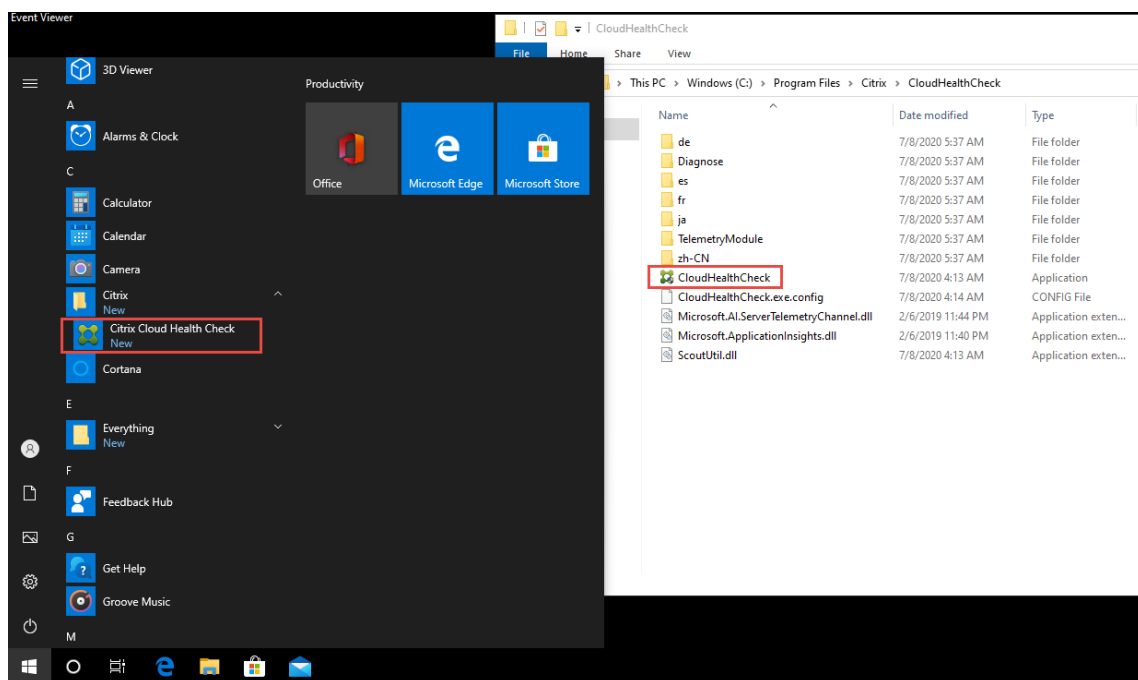 Event Viewer
3D Viewer
A
Alarms & Clock
C
Calculator
Calendar
Camera
Citrix
New
Citrix Cloud Health Check
New
Cortana
E
Everything
New
F
Feedback Hub
G
Get Help
Groove Music
M
Productivity
Office
Microsoft Edge
Microsoft Store
CloudHealthCheck
File Home Share View
This PC > Windows (C:) > Program Files > Citrix > CloudHealthCheck
Name Date modified Type
de 7/8/2020 5:37 AM File folder
Diagnose 7/8/2020 5:37 AM File folder
es 7/8/2020 5:37 AM File folder
fr 7/8/2020 5:37 AM File folder
ja 7/8/2020 5:37 AM File folder
TelemetryModule 7/8/2020 5:37 AM File folder
zh-CN 7/8/2020 5:37 AM File folder
CloudHealthCheck 7/8/2020 4:13 AM Application
CloudHealthCheck.exe.config 7/8/2020 4:14 AM CONFIG File
Microsoft.AI.ServerTelemetryChannel.dll 2/6/2019 11:44 PM Application exten...
Microsoft.ApplicationInsights.dll 2/6/2019 11:40 PM Application exten...
ScoutUtil.dll 7/8/2020 4:13 AM Application exten...